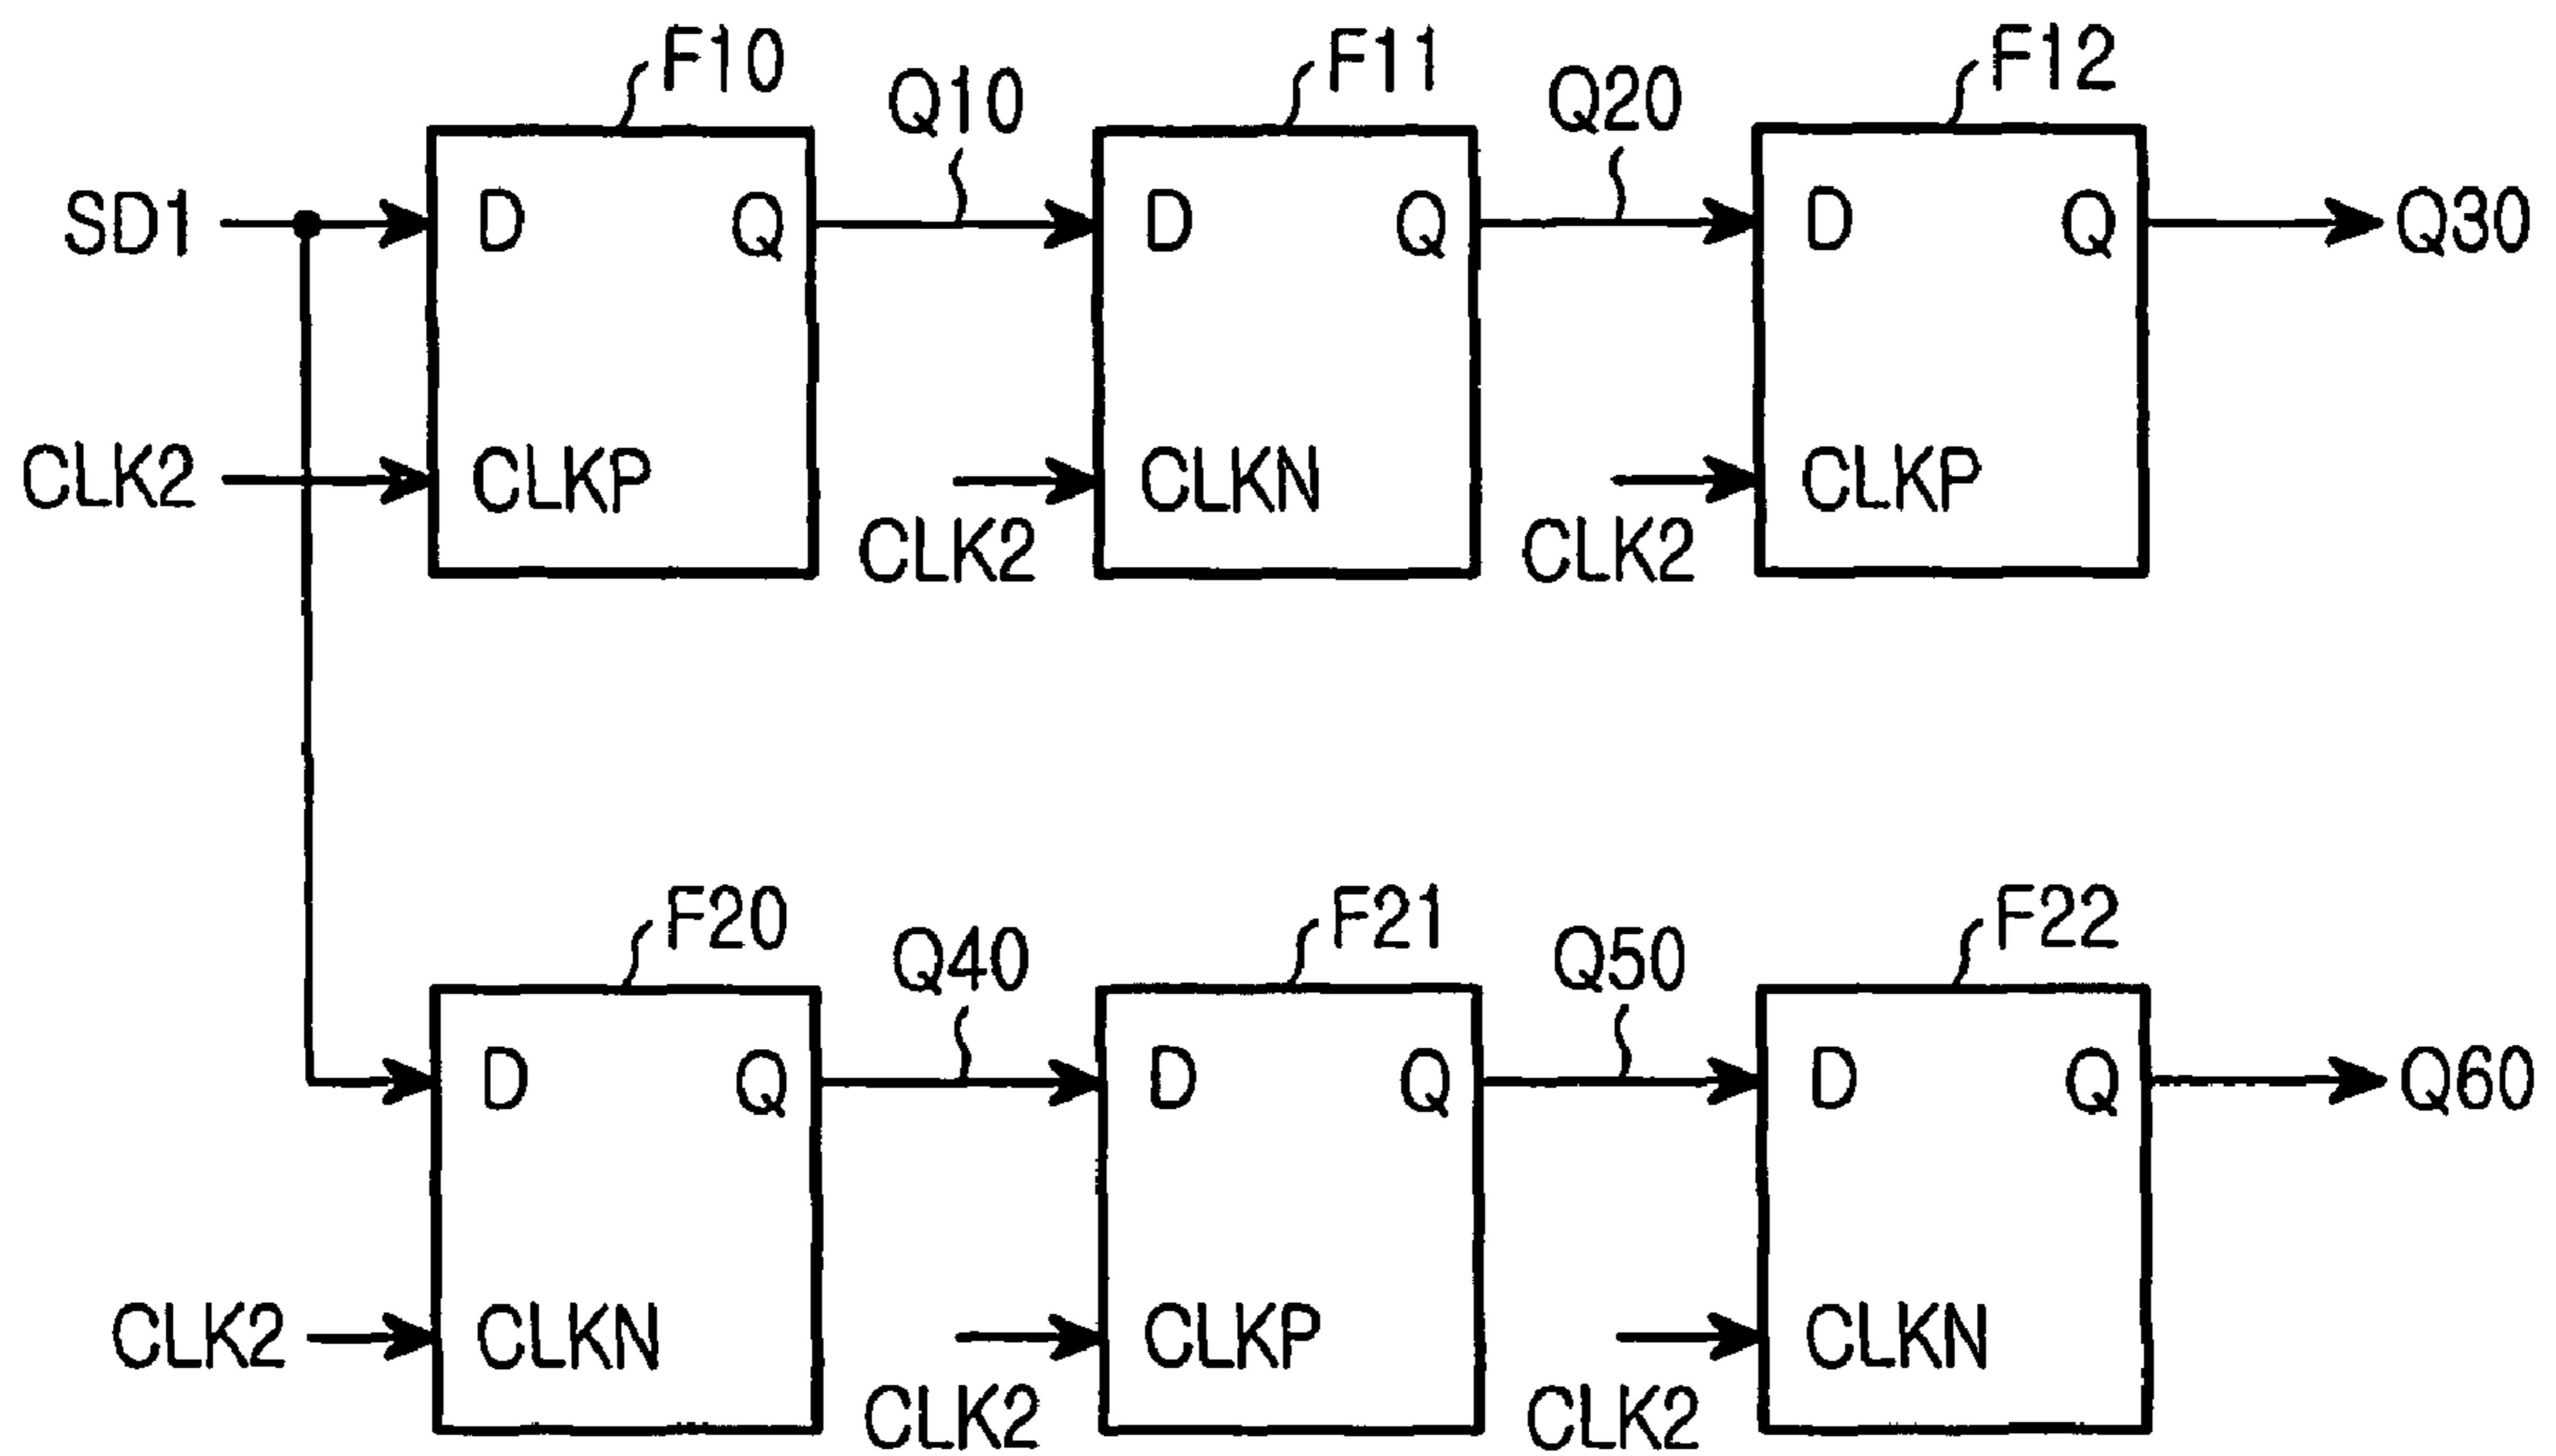 F10
F11
F12
Q10
Q20
SD1
D
Q
D
Q
D
Q
Q30
CLK2
CLKP
CLKN
CLKP
CLK2
CLK2
F20
F21
F22
Q40
Q50
D
Q
D
Q
D
Q
Q60
CLK2
CLKN
CLKP
CLKN
CLK2
CLK2